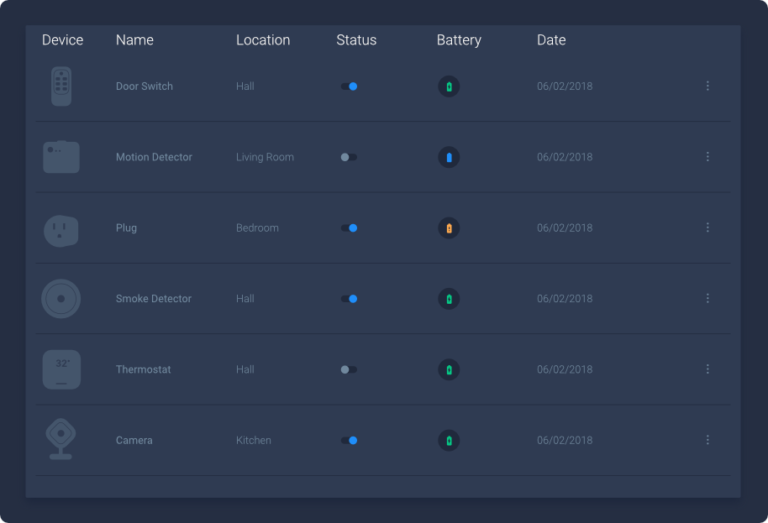 Device Name Location Status Battery Date
Door Switch Hall 06/02/2018
Motion Detector Living Room 06/02/2018
Plug Bedroom 06/02/2018
Smoke Detector Hall 06/02/2018
32°
Thermostat Hall 06/02/2018
Camera Kitchen 06/02/2018